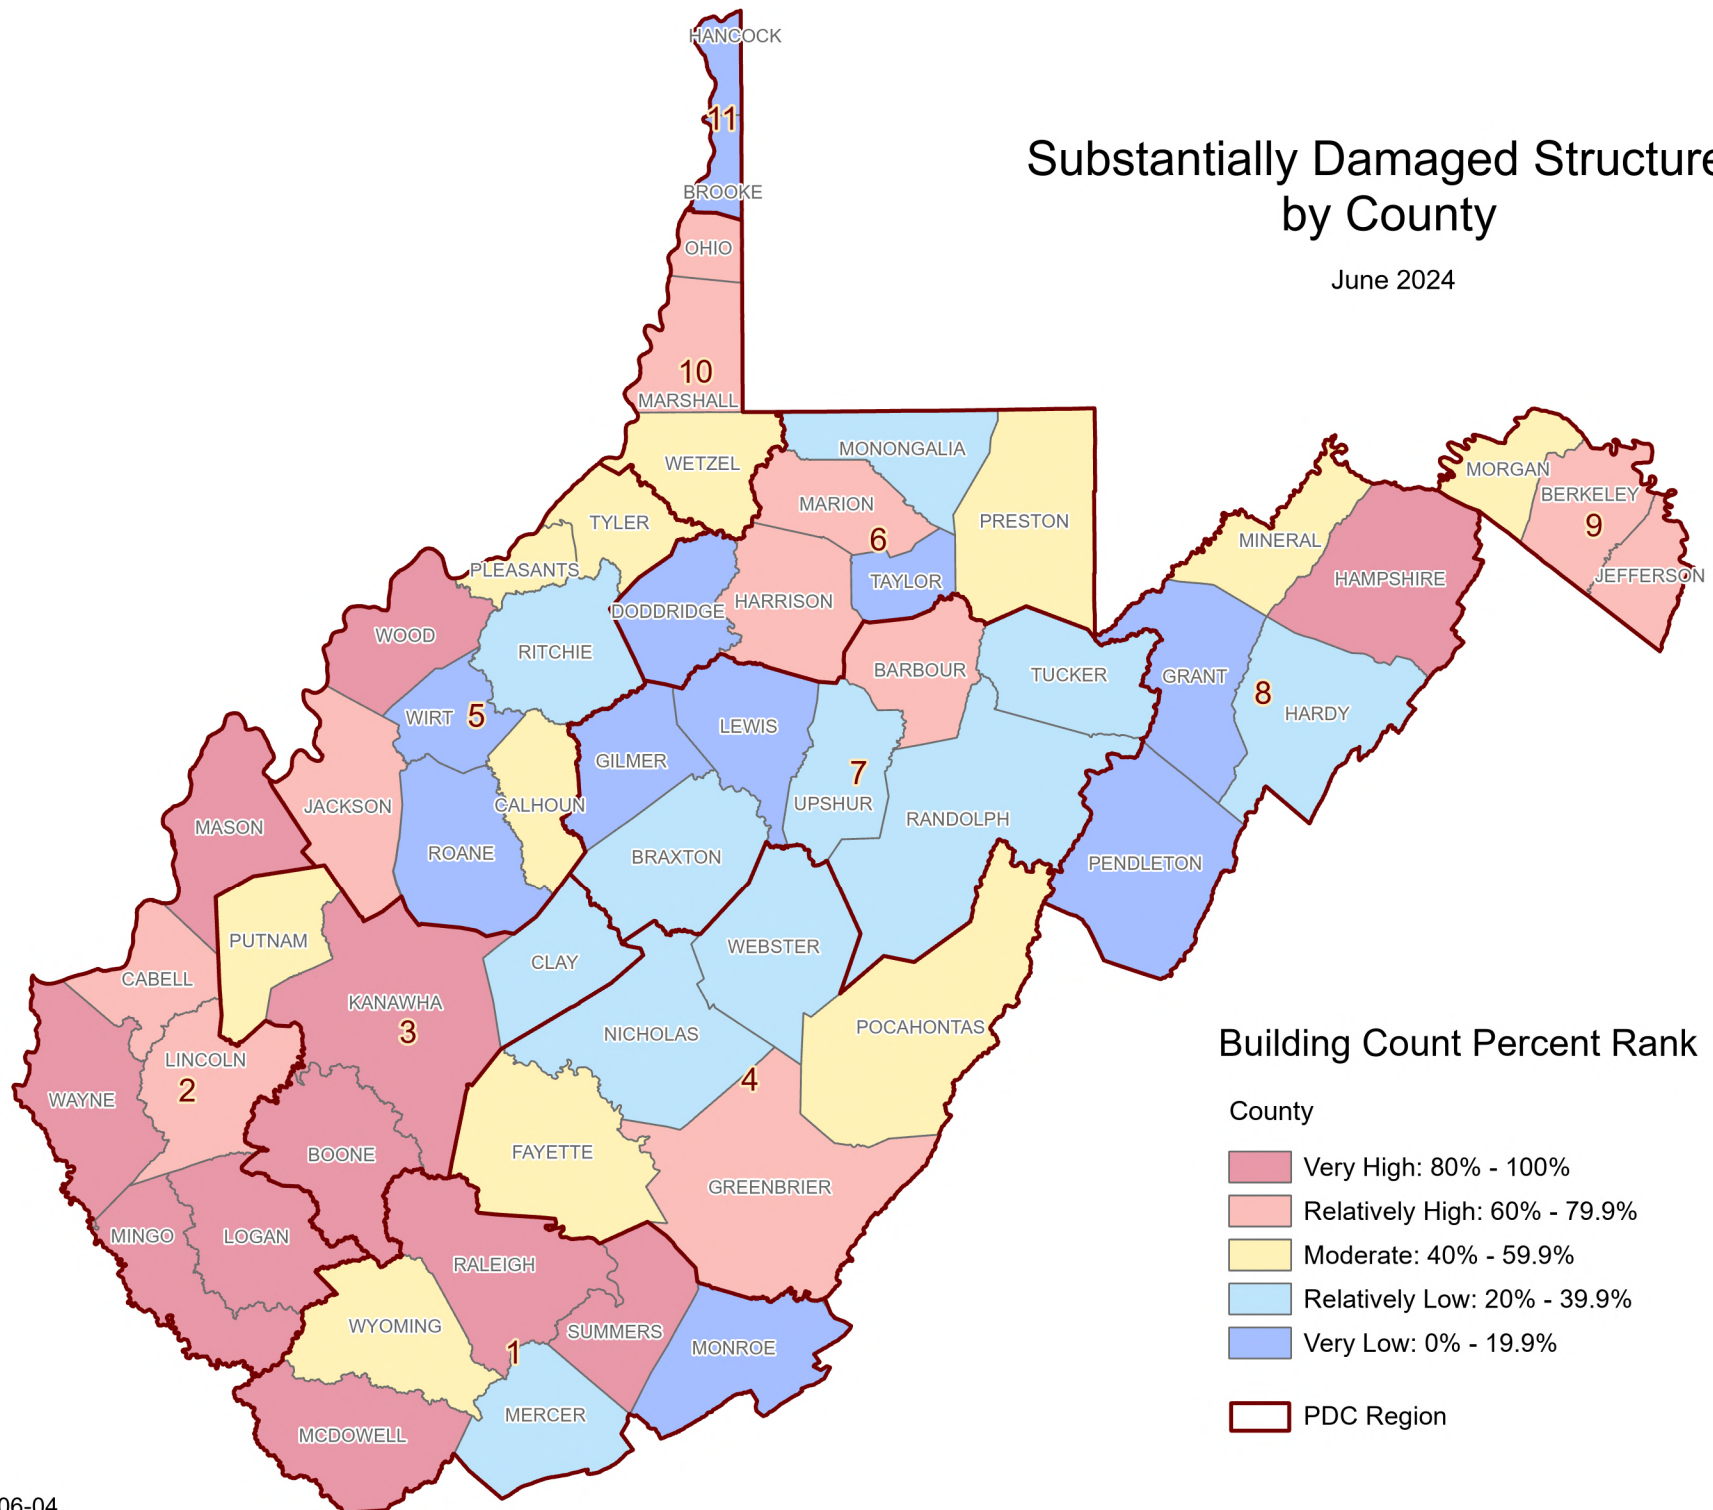 HANCOCK
11
BROOKE
Substantially Damaged Structure
by County
June 2024
OHIO
10
MARSHALL
WETZEL
MONONGALIA
MORGAN
BERKELEY
9
JEFFERSON
MARION
TYLER
PRESTON
6
MINERAL
PLEASANTS
TAYLOR
HAMPSHIRE
DODDRIDGE
HARRISON
WOOD
RITCHIE
BARBOUR
TUCKER
GRANT
8
HARDY
WIRT
5
LEWIS
GILMER
7
UPSHUR
JACKSON
CALHOUN
RANDOLPH
MASON
ROANE
BRAXTON
PENDLETON
PUTNAM
WEBSTER
CLAY
CABELL
KANAWHA
3
NICHOLAS
POCAHONTAS
LINCOLN
2
4
WAYNE
BOONE
FAYETTE
GREENBRIER
MINGO
LOGAN
RALEIGH
WYOMING
SUMMERS
1
MONROE
MERCER
MCDOWELL
Building Count Percent Rank
County
Very High: 80% - 100%
Relatively High: 60% - 79.9%
Moderate: 40% - 59.9%
Relatively Low: 20% - 39.9%
Very Low: 0% - 19.9%
PDC Region
06-04